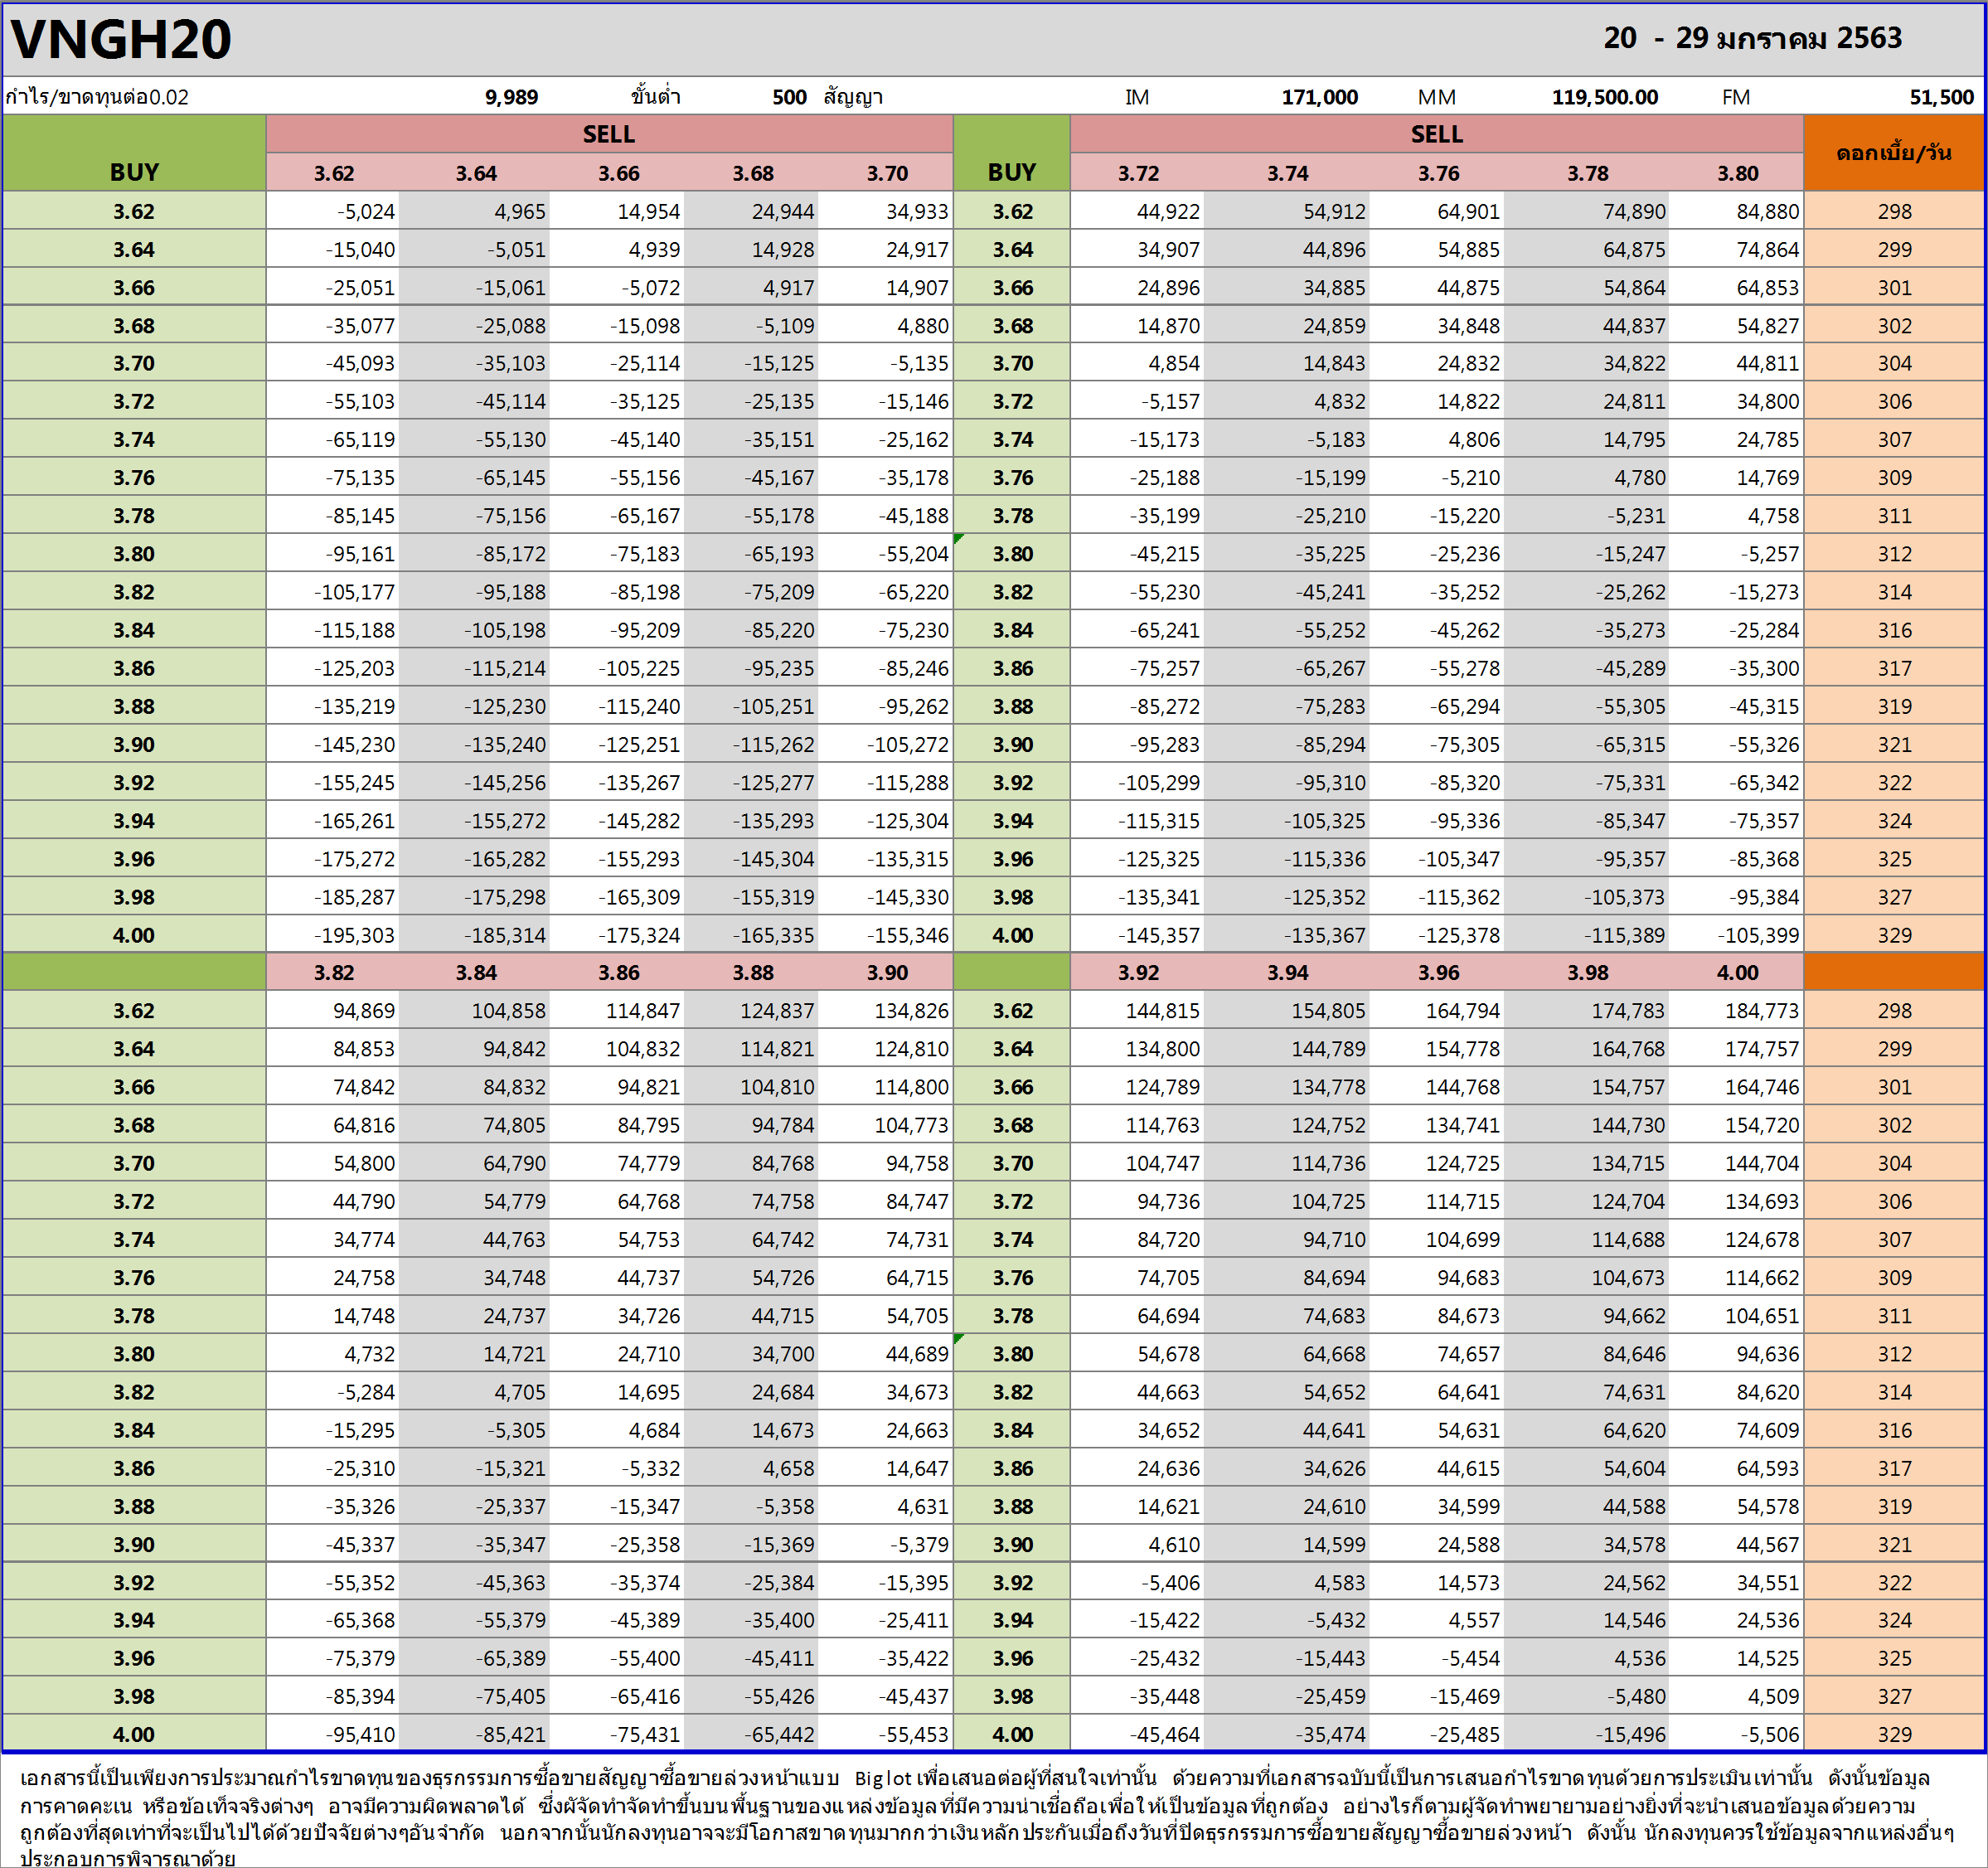 VNGH20 20 - 29 มกราคม 2563
กำไร/ขาดทุนต่อ0.02 9,989 ขั้นต่ำ 500 สัญญา IM 171,000 MM 119,500.00 FM 51,500
BUY SELL BUY SELL ดอกเบี้ย/วัน
3.62 3.64 3.66 3.68 3.70 3.72 3.74 3.76 3.78 3.80
3.62 -5,024 4,965 14,954 24,944 34,933 3.62 44,922 54,912 64,901 74,890 84,880 298
3.64 -15,040 -5,051 4,939 14,928 24,917 3.64 34,907 44,896 54,885 64,875 74,864 299
3.66 -25,051 -15,061 -5,072 4,917 14,907 3.66 24,896 34,885 44,875 54,864 64,853 301
3.68 -35,077 -25,088 -15,098 -5,109 4,880 3.68 14,870 24,859 34,848 44,837 54,827 302
3.70 -45,093 -35,103 -25,114 -15,125 -5,135 3.70 4,854 14,843 24,832 34,822 44,811 304
3.72 -55,103 -45,114 -35,125 -25,135 -15,146 3.72 -5,157 4,832 14,822 24,811 34,800 306
3.74 -65,119 -55,130 -45,140 -35,151 -25,162 3.74 -15,173 -5,183 4,806 14,795 24,785 307
3.76 -75,135 -65,145 -55,156 -45,167 -35,178 3.76 -25,188 -15,199 -5,210 4,780 14,769 309
3.78 -85,145 -75,156 -65,167 -55,178 -45,188 3.78 -35,199 -25,210 -15,220 -5,231 4,758 311
3.80 -95,161 -85,172 -75,183 -65,193 -55,204 3.80 -45,215 -35,225 -25,236 -15,247 -5,257 312
3.82 -105,177 -95,188 -85,198 -75,209 -65,220 3.82 -55,230 -45,241 -35,252 -25,262 -15,273 314
3.84 -115,188 -105,198 -95,209 -85,220 -75,230 3.84 -65,241 -55,252 -45,262 -35,273 -25,284 316
3.86 -125,203 -115,214 -105,225 -95,235 -85,246 3.86 -75,257 -65,267 -55,278 -45,289 -35,300 317
3.88 -135,219 -125,230 -115,240 -105,251 -95,262 3.88 -85,272 -75,283 -65,294 -55,305 -45,315 319
3.90 -145,230 -135,240 -125,251 -115,262 -105,272 3.90 -95,283 -85,294 -75,305 -65,315 -55,326 321
3.92 -155,245 -145,256 -135,267 -125,277 -115,288 3.92 -105,299 -95,310 -85,320 -75,331 -65,342 322
3.94 -165,261 -155,272 -145,282 -135,293 -125,304 3.94 -115,315 -105,325 -95,336 -85,347 -75,357 324
3.96 -175,272 -165,282 -155,293 -145,304 -135,315 3.96 -125,325 -115,336 -105,347 -95,357 -85,368 325
3.98 -185,287 -175,298 -165,309 -155,319 -145,330 3.98 -135,341 -125,352 -115,362 -105,373 -95,384 327
4.00 -195,303 -185,314 -175,324 -165,335 -155,346 4.00 -145,357 -135,367 -125,378 -115,389 -105,399 329
3.82 3.84 3.86 3.88 3.90 3.92 3.94 3.96 3.98 4.00
3.62 94,869 104,858 114,847 124,837 134,826 3.62 144,815 154,805 164,794 174,783 184,773 298
3.64 84,853 94,842 104,832 114,821 124,810 3.64 134,800 144,789 154,778 164,768 174,757 299
3.66 74,842 84,832 94,821 104,810 114,800 3.66 124,789 134,778 144,768 154,757 164,746 301
3.68 64,816 74,805 84,795 94,784 104,773 3.68 114,763 124,752 134,741 144,730 154,720 302
3.70 54,800 64,790 74,779 84,768 94,758 3.70 104,747 114,736 124,725 134,715 144,704 304
3.72 44,790 54,779 64,768 74,758 84,747 3.72 94,736 104,725 114,715 124,704 134,693 306
3.74 34,774 44,763 54,753 64,742 74,731 3.74 84,720 94,710 104,699 114,688 124,678 307
3.76 24,758 34,748 44,737 54,726 64,715 3.76 74,705 84,694 94,683 104,673 114,662 309
3.78 14,748 24,737 34,726 44,715 54,705 3.78 64,694 74,683 84,673 94,662 104,651 311
3.80 4,732 14,721 24,710 34,700 44,689 3.80 54,678 64,668 74,657 84,646 94,636 312
3.82 -5,284 4,705 14,695 24,684 34,673 3.82 44,663 54,652 64,641 74,631 84,620 314
3.84 -15,295 -5,305 4,684 14,673 24,663 3.84 34,652 44,641 54,631 64,620 74,609 316
3.86 -25,310 -15,321 -5,332 4,658 14,647 3.86 24,636 34,626 44,615 54,604 64,593 317
3.88 -35,326 -25,337 -15,347 -5,358 4,631 3.88 14,621 24,610 34,599 44,588 54,578 319
3.90 -45,337 -35,347 -25,358 -15,369 -5,379 3.90 4,610 14,599 24,588 34,578 44,567 321
3.92 -55,352 -45,363 -35,374 -25,384 -15,395 3.92 -5,406 4,583 14,573 24,562 34,551 322
3.94 -65,368 -55,379 -45,389 -35,400 -25,411 3.94 -15,422 -5,432 4,557 14,546 24,536 324
3.96 -75,379 -65,389 -55,400 -45,411 -35,422 3.96 -25,432 -15,443 -5,454 4,536 14,525 325
3.98 -85,394 -75,405 -65,416 -55,426 -45,437 3.98 -35,448 -25,459 -15,469 -5,480 4,509 327
4.00 -95,410 -85,421 -75,431 -65,442 -55,453 4.00 -45,464 -35,474 -25,485 -15,496 -5,506 329
เอกสารนี้เป็นเพียงการประมาณกำไรขาดทุนของธุรกรรมการซื้อขายสัญญาซื้อขายล่วงหน้าแบบ Big lot เพื่อเสนอต่อผู้ที่สนใจเท่านั้น ด้วยความที่เอกสารฉบับนี้เป็นการเสนอกำไรขาดทุนด้วยการประเมินเท่านั้น ดังนั้นข้อมูล
การคาดคะเน หรือข้อเท็จจริงต่างๆ อาจมีความผิดพลาดได้ ซึ่งผัจัดทำจัดทำขึ้นบนพื้นฐานของแหล่งข้อมูลที่มีความน่าเชื่อถือเพื่อให้เป็นข้อมูลที่ถูกต้อง อย่างไรก็ตามผู้จัดทำพยายามอย่างยิ่งที่จะนำเสนอข้อมูลด้วยความ
ถูกต้องที่สุดเท่าที่จะเป็นไปได้ด้วยปัจจัยต่างๆอันจำกัด นอกจากนั้นนักลงทุนอาจจะมีโอกาสขาดทุนมากกว่าเงินหลักประกันเมื่อถึงวันที่ปิดธุรกรรมการซื้อขายสัญญาซื้อขายล่วงหน้า ดังนั้น นักลงทุนควรใช้ข้อมูลจากแหล่งอื่นๆ
ประกอบการพิจารณาด้วย